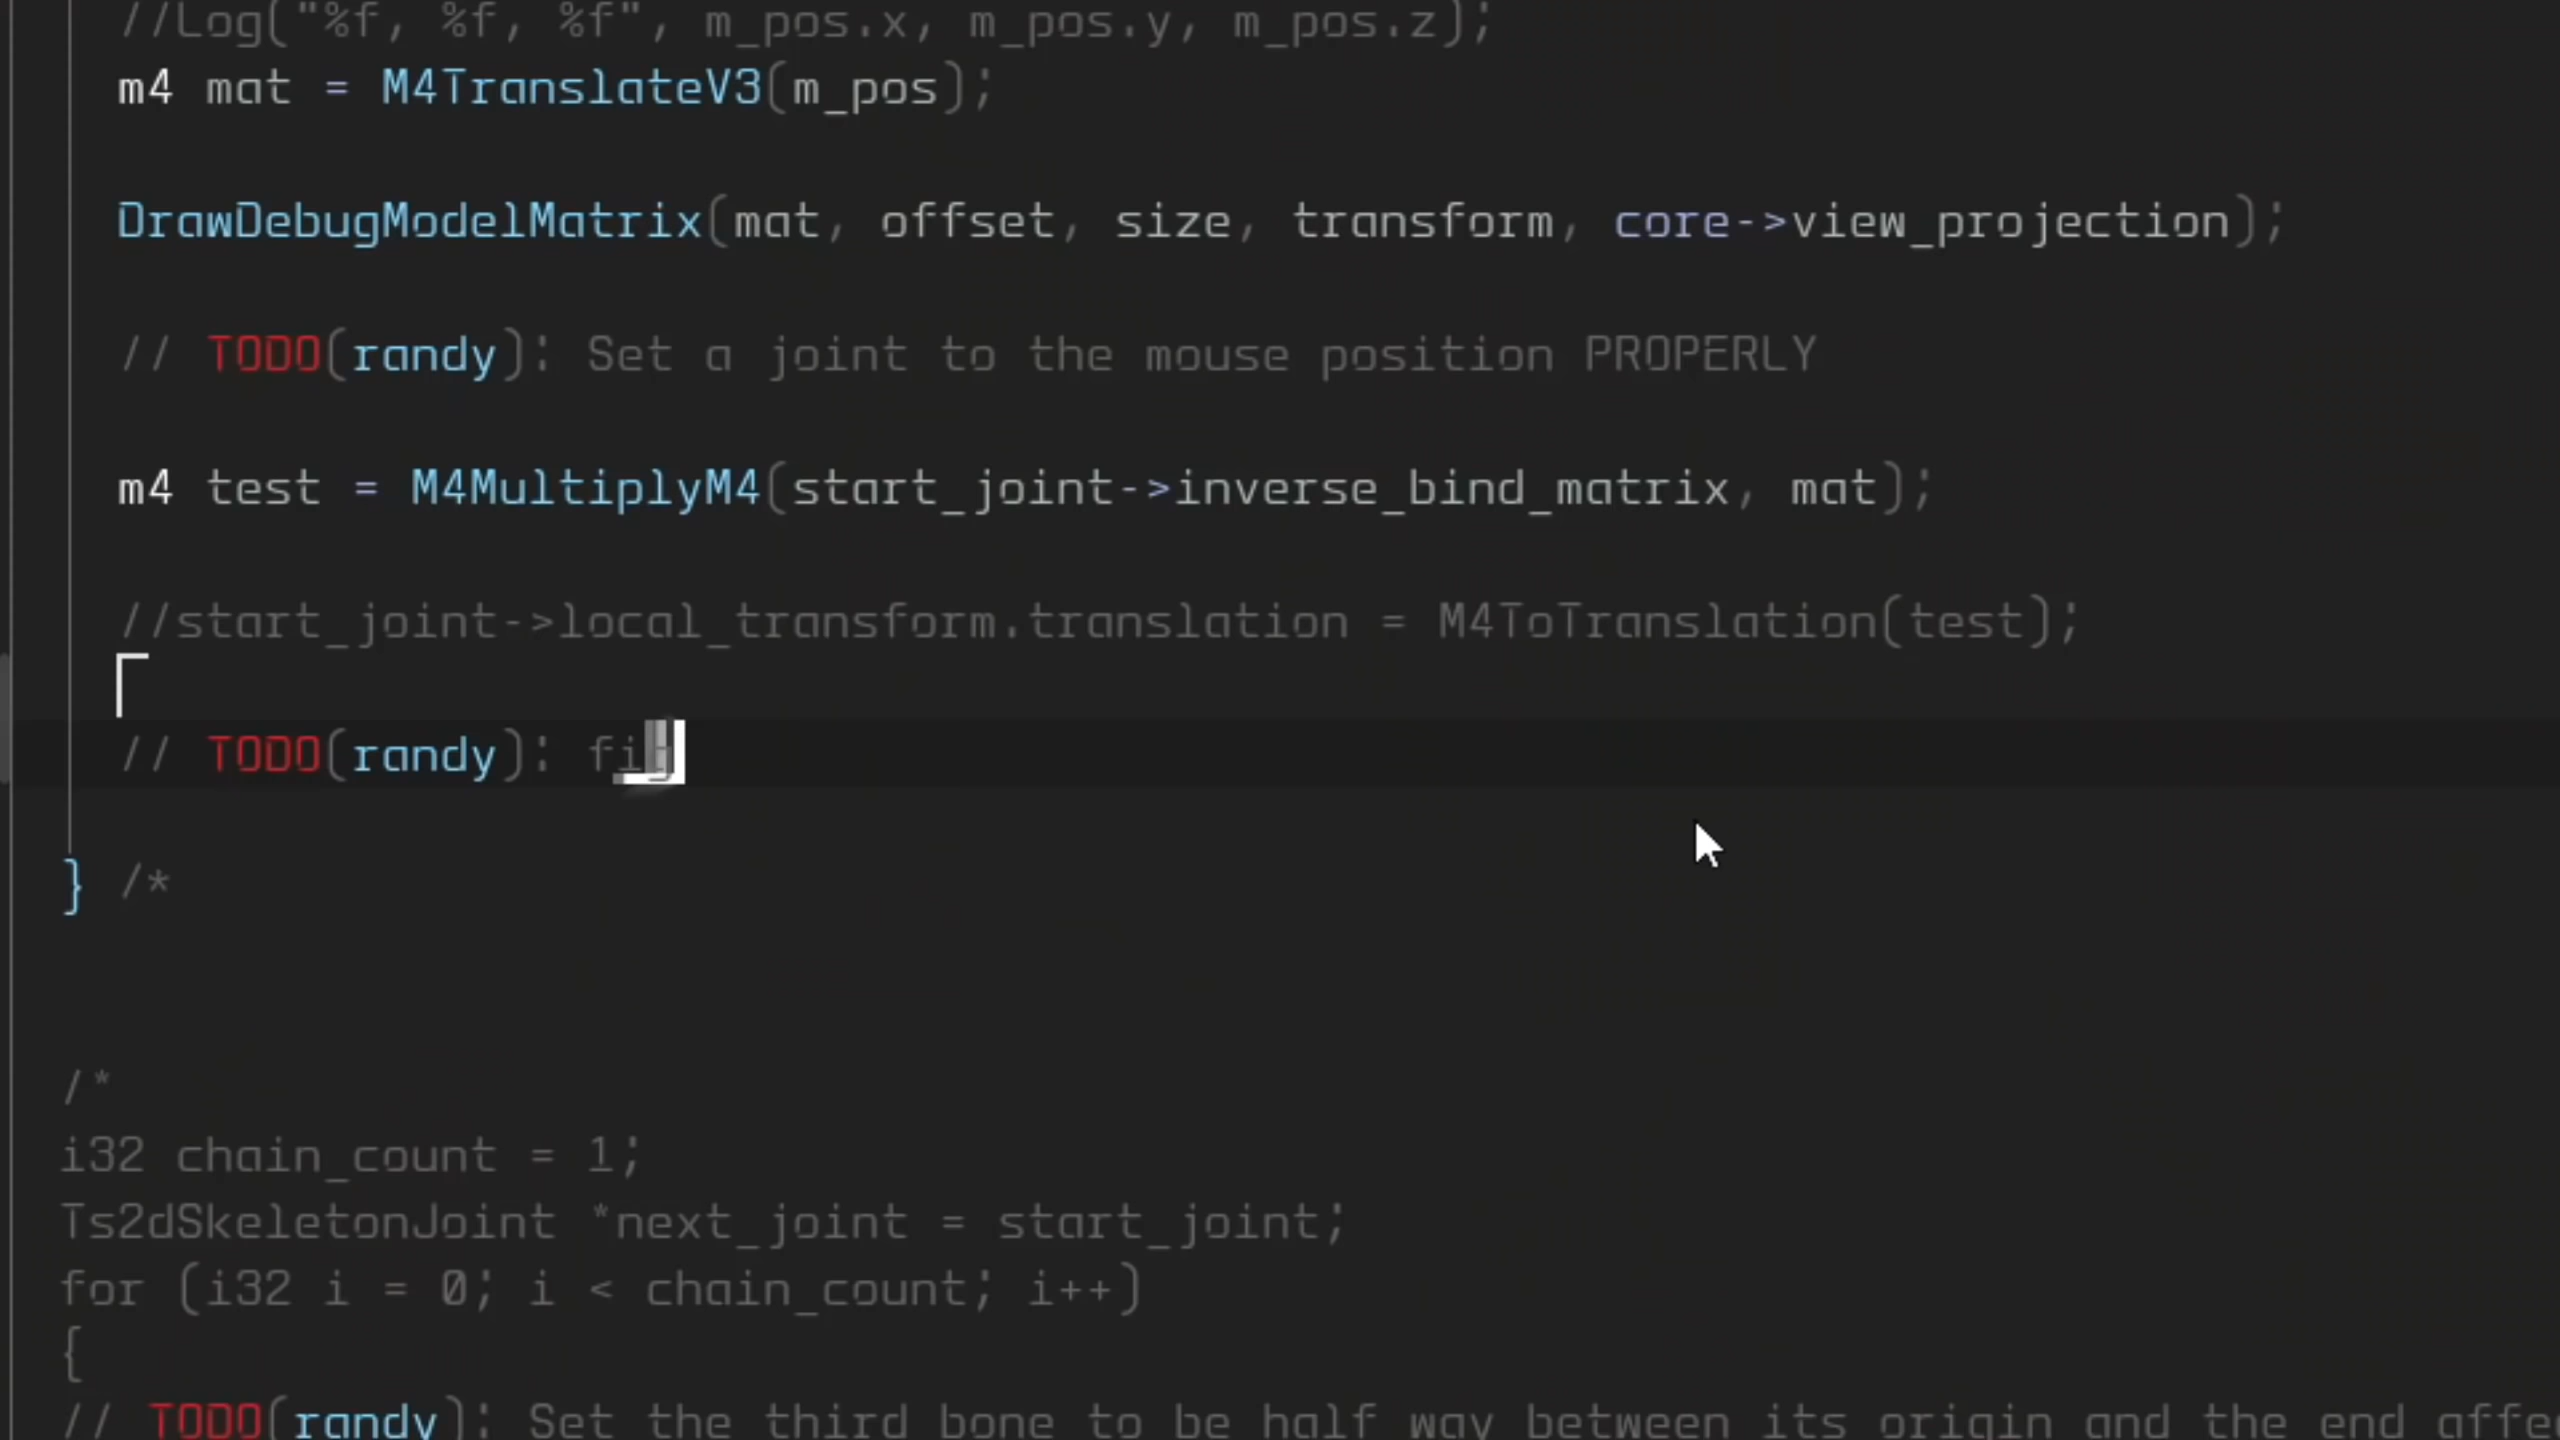 //Log("%f, %f, %f", m_pos.x, m_pos.y, m_pos.z);
m4 mat = M4TranslateV3(m_pos);
DrawDebugModelMatrix(mat, offset, size, transform, core->view_projection);
// TODO(randy): Set a joint to the mouse position PROPERLY
m4 test = M4MultiplyM4(start_joint->inverse_bind_matrix, mat);
//start_joint->local_transform.translation = M4ToTranslation(test);
// TODO(randy): fig
} /*
/*
i32 chain_count = 1;
Ts2dSkeletonJoint *next_joint = start_joint;
for (i32 i = 0; i < chain_count; i++)
{
// TODO(randy): Set the third bone to be half way between its origin and the end affe